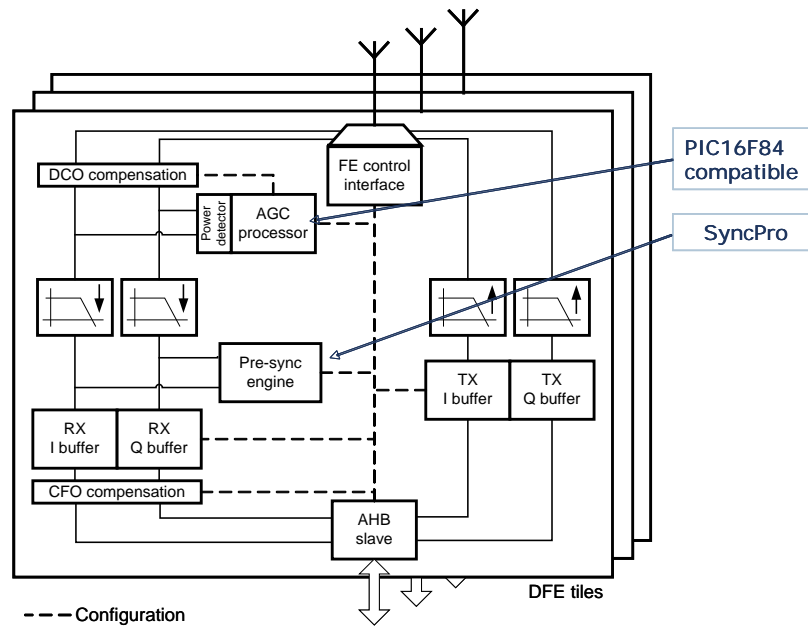 PIC16F84
compatible
SyncPro
FE control
interface
DCO compensation
Power
detector
AGC
processor
Pre-sync
engine
TX
I buffer
TX
Q buffer
RX
I buffer
RX
Q buffer
CFO compensation
AHB
slave
DFE tiles
Configuration